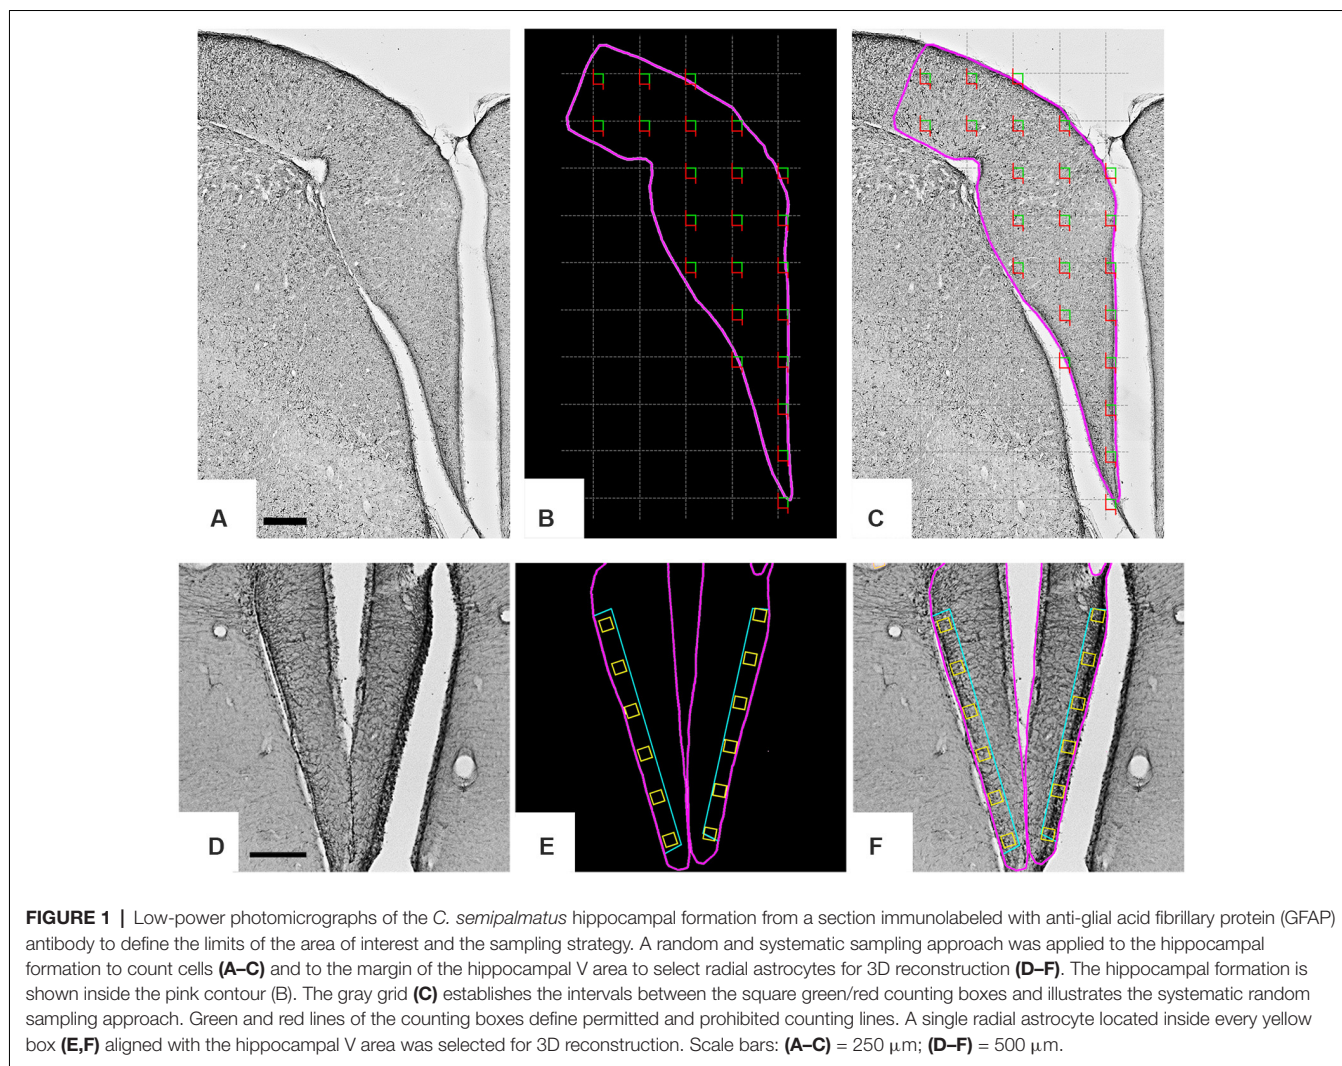 A
B
C
D
E
F
FIGURE 1 | Low-power photomicrographs of the C. semipalmatus hippocampal formation from a section immunolabeled with anti-glial acid fibrillary protein (GFAP)
antibody to define the limits of the area of interest and the sampling strategy. A random and systematic sampling approach was applied to the hippocampal
formation to count cells (A–C) and to the margin of the hippocampal V area to select radial astrocytes for 3D reconstruction (D–F). The hippocampal formation is
shown inside the pink contour (B). The gray grid (C) establishes the intervals between the square green/red counting boxes and illustrates the systematic random
sampling approach. Green and red lines of the counting boxes define permitted and prohibited counting lines. A single radial astrocyte located inside every yellow
box (E,F) aligned with the hippocampal V area was selected for 3D reconstruction. Scale bars: (A–C) = 250 μm; (D–F) = 500 μm.